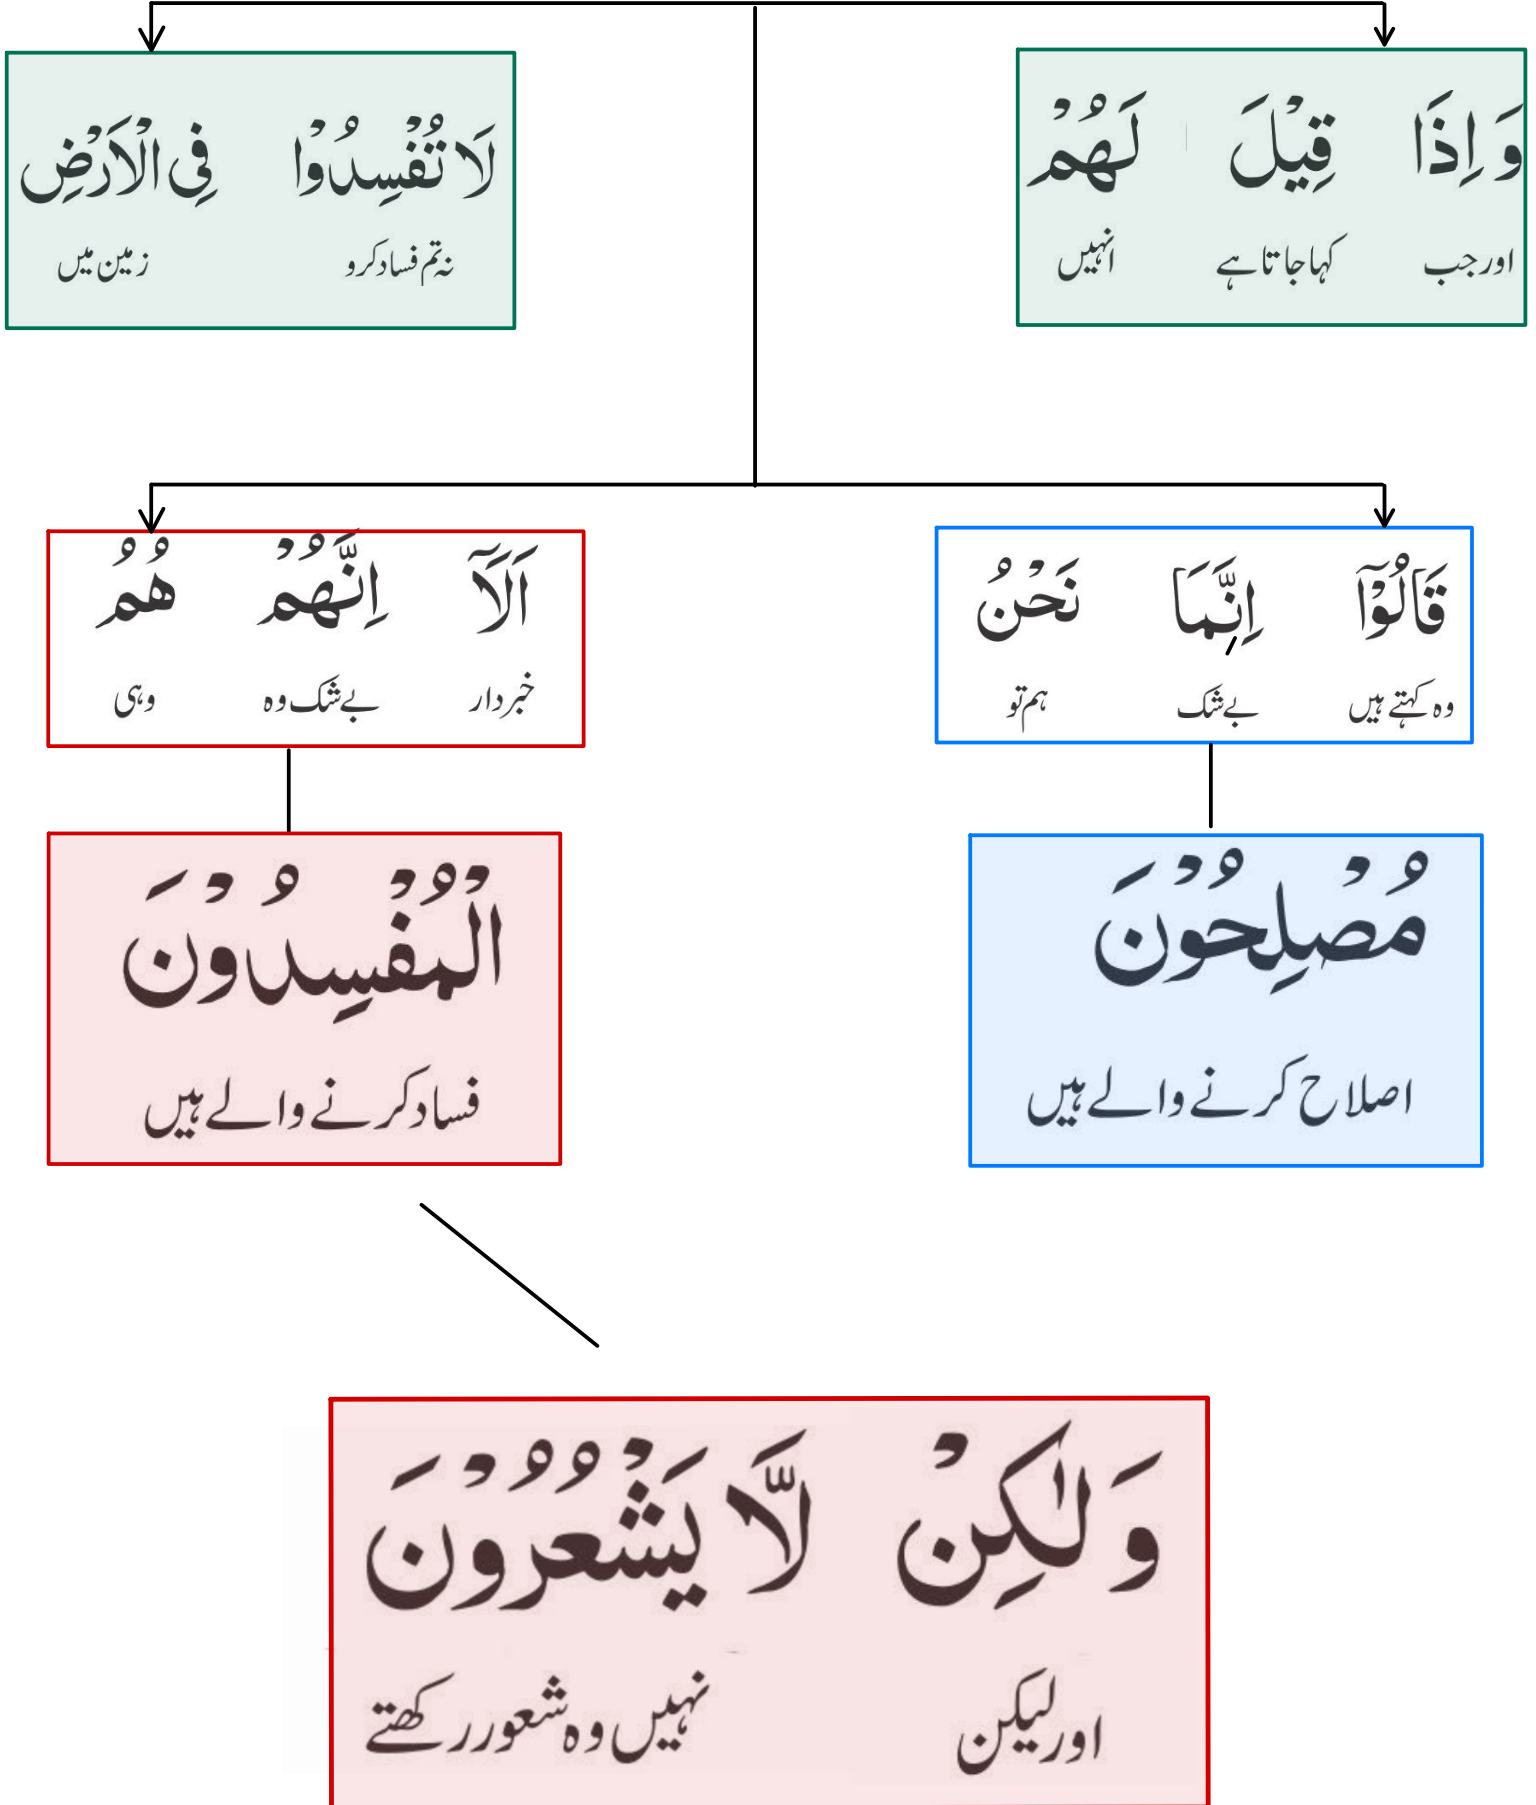 وَ اِذَا قِيْلَ لَهُمْ
اور جب کہا جاتا ہے انہیں
لَا تُفْسِدُوْا فِى الْاَرْضِ
نہ تم فساد کرو زمین میں
قَالُوْٓا اِنَّمَا نَحْنُ
وہ کہتے ہیں بے شک ہم تو
مُصْلِحُوْنَ
اصلاح کرنے والے ہیں
اَلَآ اِنَّهُمْ هُمُ
خبردار بے شک وہ وہی
الْمُفْسِدُوْنَ
فساد کرنے والے ہیں
وَ لٰكِنْ لَّا يَشْعُرُوْنَ
اور لیکن نہیں وہ شعور رکھتے